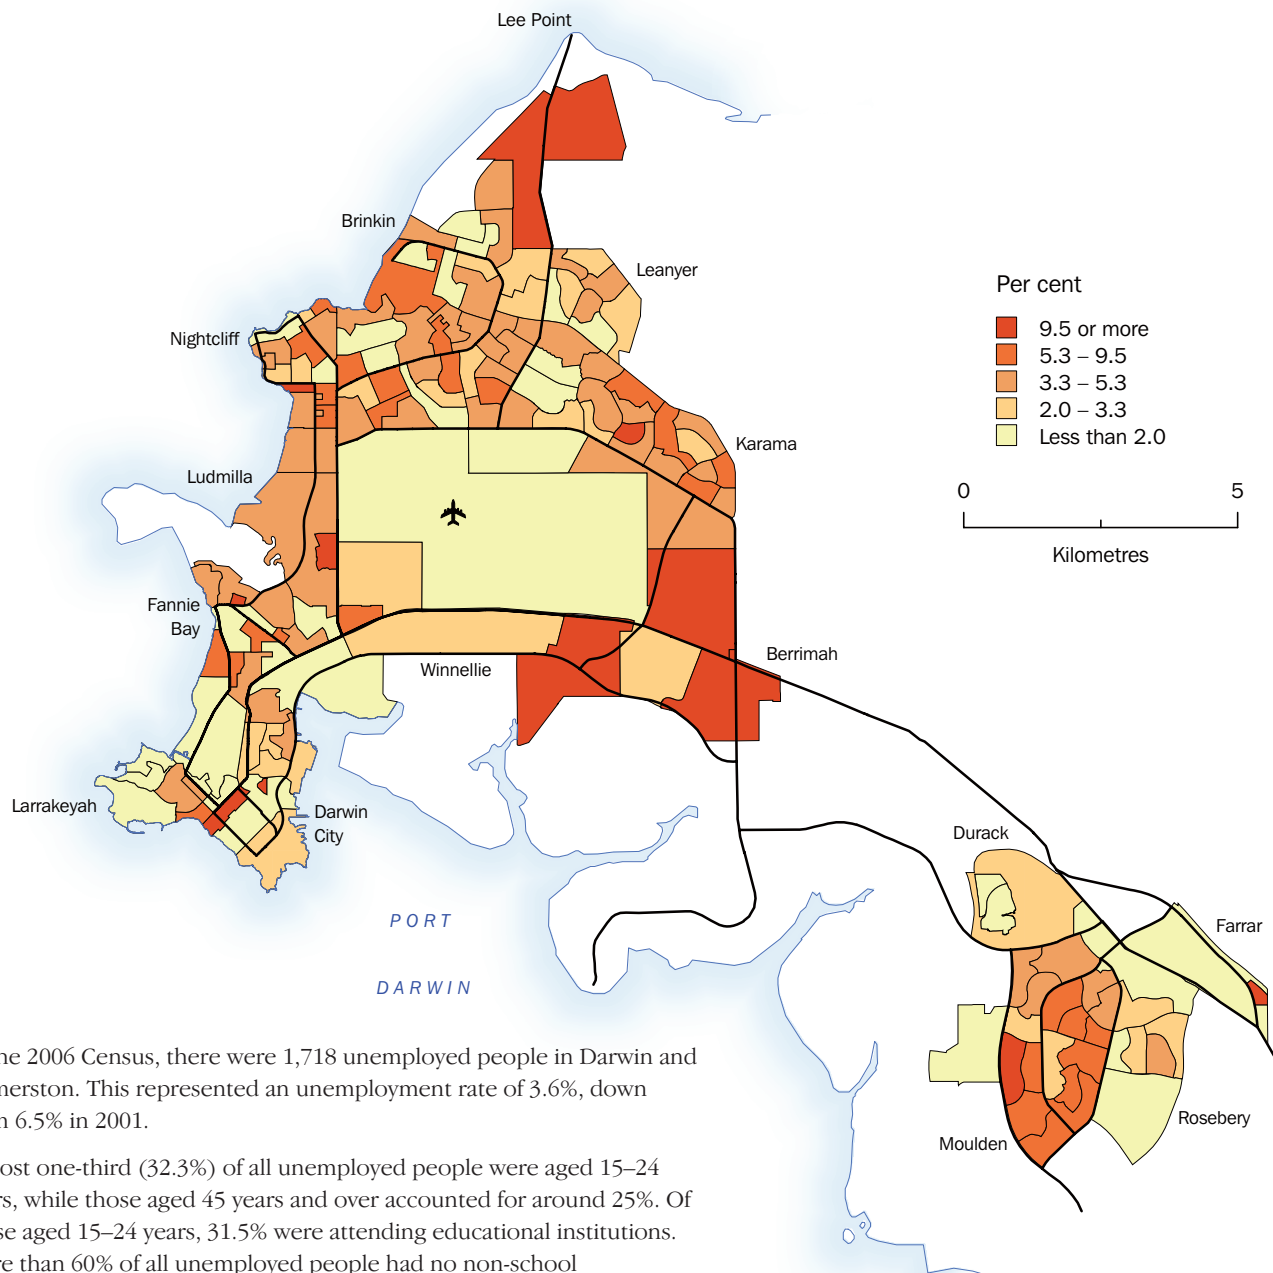 Lee Point
Brinkin
Leanyer
Per cent
9.5 or more
5.3 – 9.5
3.3 – 5.3
2.0 – 3.3
Less than 2.0
Nightcliff
Karama
Ludmilla
0 5
Kilometres
Fannie
Bay
Winnellie
Berrimah
Larrakeyah
Darwin
City
Durack
PORT
DARWIN
Farrar
Rosebery
Moulden
he 2006 Census, there were 1,718 unemployed people in Darwin and
merston. This represented an unemployment rate of 3.6%, down
m 6.5% in 2001.
ost one-third (32.3%) of all unemployed people were aged 15–24
rs, while those aged 45 years and over accounted for around 25%. Of
se aged 15–24 years, 31.5% were attending educational institutions.
re than 60% of all unemployed people had no non-school